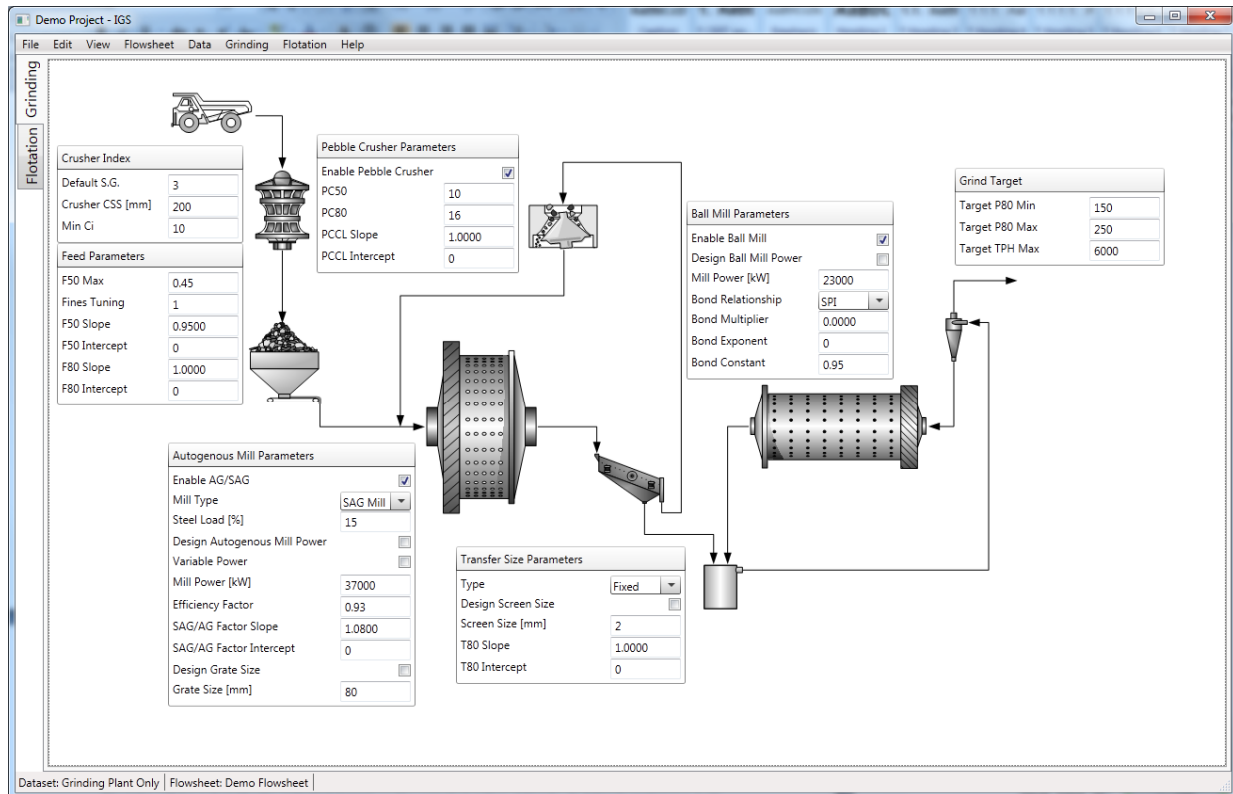 Demo Project - IGS
File Edit View Flowsheet Data Grinding Flotation Help
Grinding
Flotation
Crusher Index
Default S.G. 3
Crusher CSS [mm] 200
Min Ci 10
Feed Parameters
F50 Max 0.45
Fines Tuning 1
F50 Slope 0.9500
F50 Intercept 0
F80 Slope 1.0000
F80 Intercept 0
Pebble Crusher Parameters
Enable Pebble Crusher
PC50 10
PC80 16
PCCL Slope 1.0000
PCCL Intercept 0
Ball Mill Parameters
Enable Ball Mill
Design Ball Mill Power
Mill Power [kW] 23000
Bond Relationship SPI
Bond Multiplier 0.0000
Bond Exponent 0
Bond Constant 0.95
Grind Target
Target P80 Min 150
Target P80 Max 250
Target TPH Max 6000
Autogenous Mill Parameters
Enable AG/SAG
Mill Type SAG Mill
Steel Load [%] 15
Design Autogenous Mill Power
Variable Power
Mill Power [kW] 37000
Efficiency Factor 0.93
SAG/AG Factor Slope 1.0800
SAG/AG Factor Intercept 0
Design Grate Size
Grate Size [mm] 80
Transfer Size Parameters
Type Fixed
Design Screen Size
Screen Size [mm] 2
T80 Slope 1.0000
T80 Intercept 0
Dataset: Grinding Plant Only Flowsheet: Demo Flowsheet